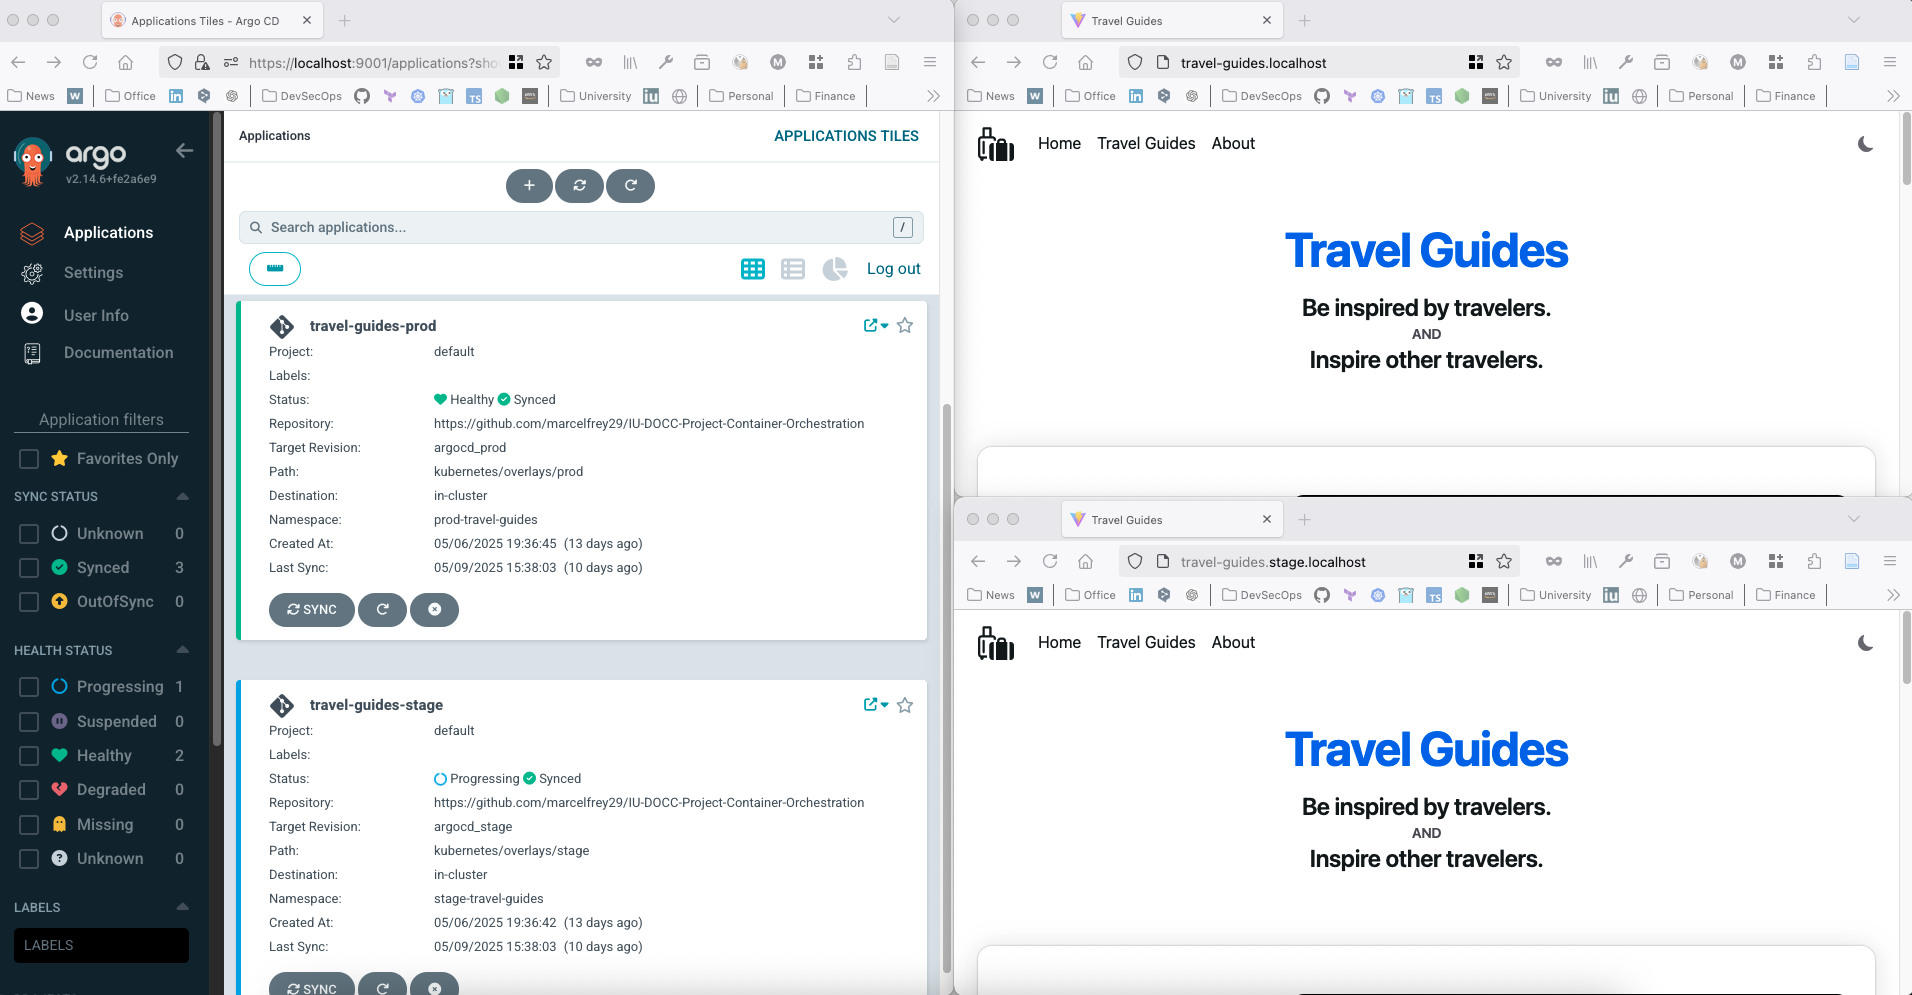 Applications Tiles - Argo CD
https://localhost:9001/applications?sho
News
W
Office
in
DevSecOps
TS
University
iu
Personal
Finance
argo
v2.14.6+fe2a6e9
Applications
Settings
User Info
Documentation
Application filters
Favorites Only
SYNC STATUS
Unknown 0
Synced 3
OutOfSync 0
HEALTH STATUS
Progressing 1
Suspended 0
Healthy 2
Degraded 0
Missing 0
Unknown 0
LABELS
LABELS
Applications
APPLICATIONS TILES
Search applications...
/
Log out
travel-guides-prod
Project: default
Labels:
Status: Healthy Synced
Repository: https://github.com/marcelfrey29/IU-DOCC-Project-Container-Orchestration
Target Revision: argocd_prod
Path: kubernetes/overlays/prod
Destination: in-cluster
Namespace: prod-travel-guides
Created At: 05/06/2025 19:36:45 (13 days ago)
Last Sync: 05/09/2025 15:38:03 (10 days ago)
SYNC
travel-guides-stage
Project: default
Labels:
Status: Progressing Synced
Repository: https://github.com/marcelfrey29/IU-DOCC-Project-Container-Orchestration
Target Revision: argocd_stage
Path: kubernetes/overlays/stage
Destination: in-cluster
Namespace: stage-travel-guides
Created At: 05/06/2025 19:36:42 (13 days ago)
Last Sync: 05/09/2025 15:38:03 (10 days ago)
SYNC
Travel Guides
travel-guides.localhost
News
W
Office
in
DevSecOps
TS
University
iu
Personal
Finance
Home
Travel Guides
About
Travel Guides
Be inspired by travelers.
AND
Inspire other travelers.
Travel Guides
travel-guides.stage.localhost
News
W
Office
in
DevSecOps
TS
University
iu
Personal
Finance
Home
Travel Guides
About
Travel Guides
Be inspired by travelers.
AND
Inspire other travelers.